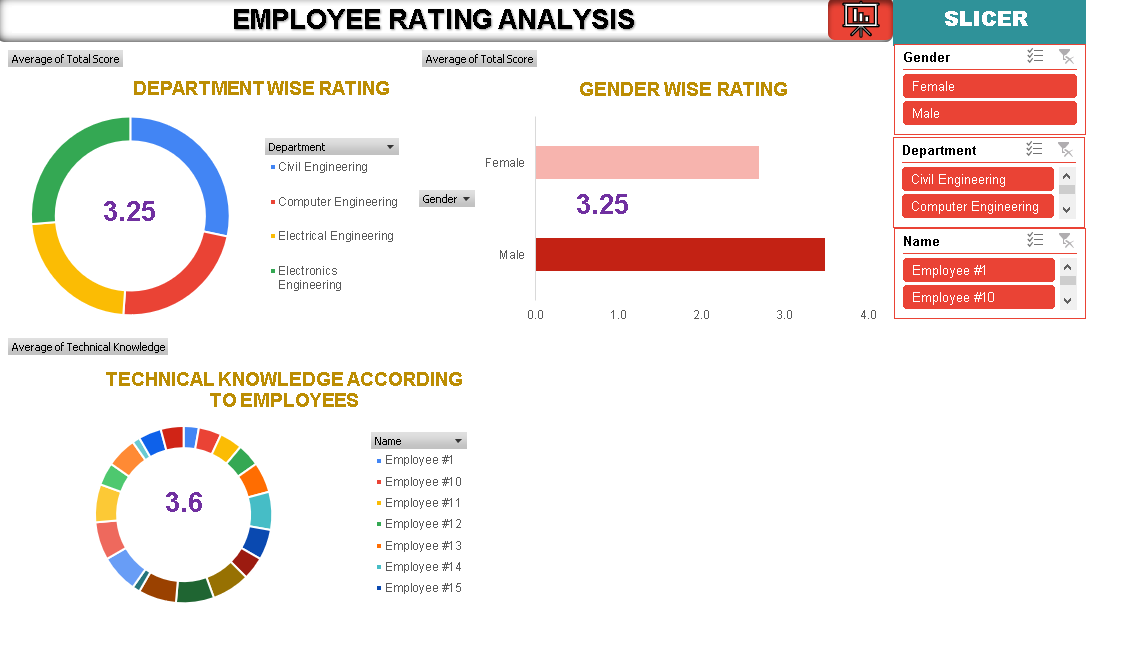 EMPLOYEE RATING ANALYSIS
SLICER
Average of Total Score
DEPARTMENT WISE RATING
3.25
Department
Civil Engineering
Computer Engineering
Electrical Engineering
Electronics
Engineering
Average of Total Score
GENDER WISE RATING
Gender
Female
3.25
Male
0.0 1.0 2.0 3.0 4.0
Gender
Female
Male
Department
Civil Engineering
Computer Engineering
Name
Employee #1
Employee #10
Average of Technical Knowledge
TECHNICAL KNOWLEDGE ACCORDING
TO EMPLOYEES
3.6
Name
Employee #1
Employee #10
Employee #11
Employee #12
Employee #13
Employee #14
Employee #15